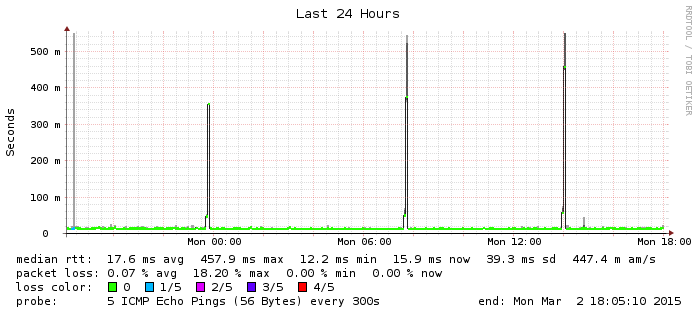 Last 24 Hours
RRDTOOL / TOBI OETIKER
Seconds
500 m
400 m
300 m
200 m
100 m
0
Mon 00:00 Mon 06:00 Mon 12:00 Mon 18:00
median rtt: 17.6 ms avg 457.9 ms max 12.2 ms min 15.9 ms now 39.3 ms sd 447.4 m am/s
packet loss: 0.07 % avg 18.20 % max 0.00 % min 0.00 % now
loss color: 0 1/5 2/5 3/5 4/5
probe: 5 ICMP Echo Pings (56 Bytes) every 300s end: Mon Mar 2 18:05:10 2015